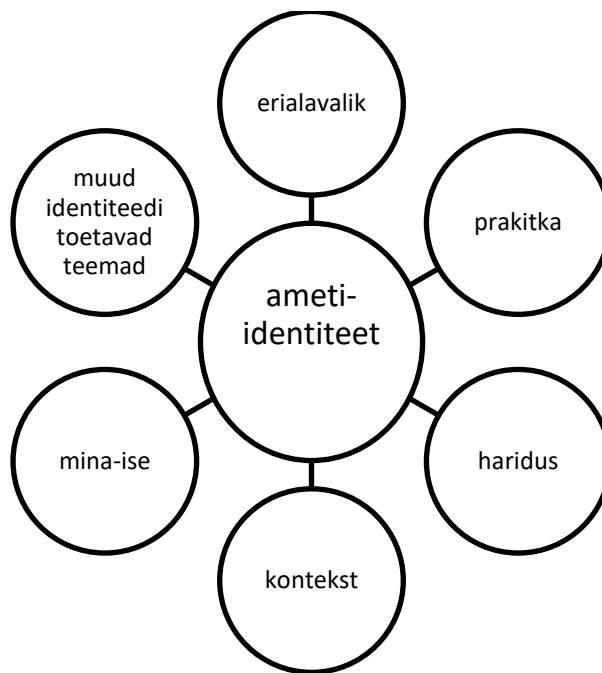 erialavalik
muud
identiteedi
toetavad
teemad
prakitka
ameti-
identiteet
mina-ise
haridus
kontekst